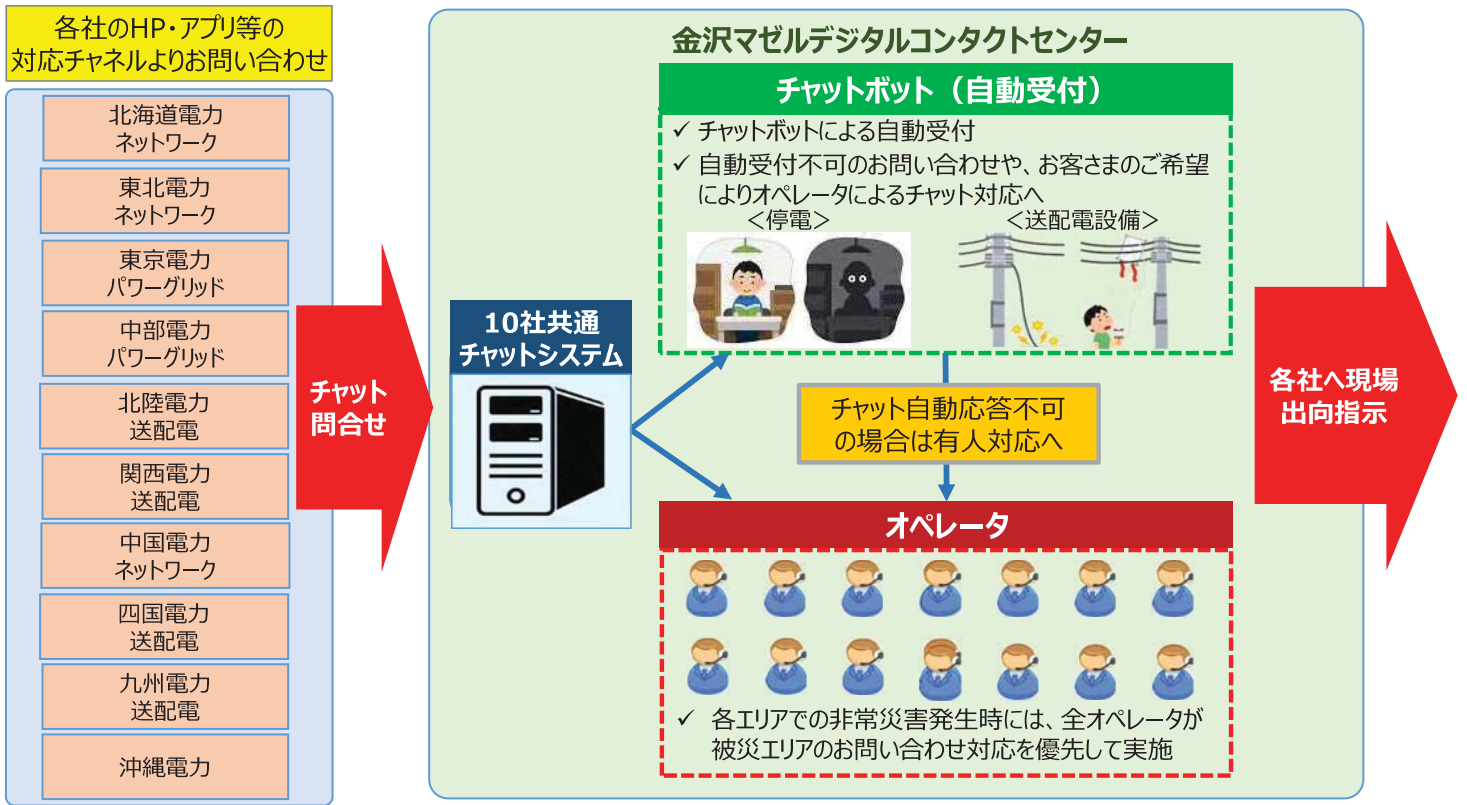 各社のHP・アプリ等の
対応チャネルよりお問い合わせ
北海道電力
ネットワーク
東北電力
ネットワーク
東京電力
パワーグリッド
中部電力
パワーグリッド
北陸電力
送配電
関西電力
送配電
中国電力
ネットワーク
四国電力
送配電
九州電力
送配電
沖縄電力
チャット
問合せ
金沢マゼルデジタルコンタクトセンター
10社共通
チャットシステム
チャットボット（自動受付）
✓ チャットボットによる自動受付
✓ 自動受付不可のお問い合わせや、お客さまのご希望
によりオペレータによるチャット対応へ
＜停電＞
＜送配電設備＞
チャット自動応答不可
の場合は有人対応へ
オペレータ
✓ 各エリアでの非常災害発生時には、全オペレータが
被災エリアのお問い合わせ対応を優先して実施
各社へ現場
出向指示